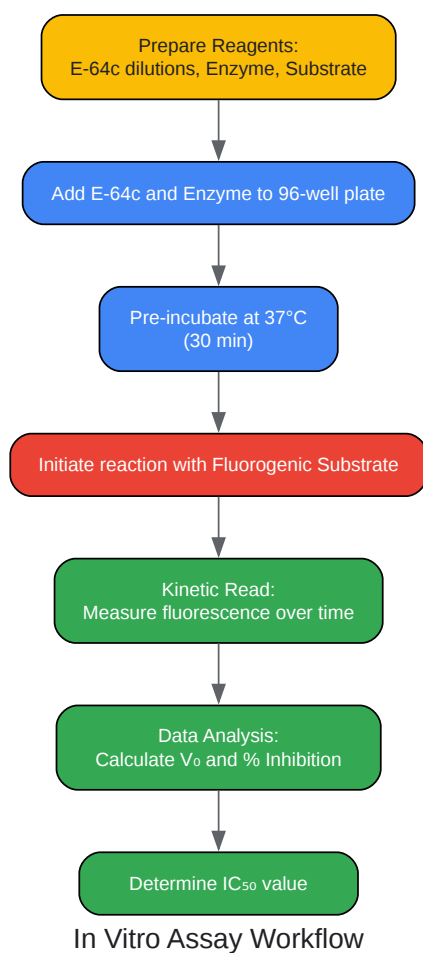 Prepare Reagents:
E-64c dilutions, Enzyme, Substrate
Add E-64c and Enzyme to 96-well plate
Pre-incubate at 37°C
(30 min)
Initiate reaction with Fluorogenic Substrate
Kinetic Read:
Measure fluorescence over time
Data Analysis:
Calculate V₀ and % Inhibition
Determine IC₅₀ value
In Vitro Assay Workflow